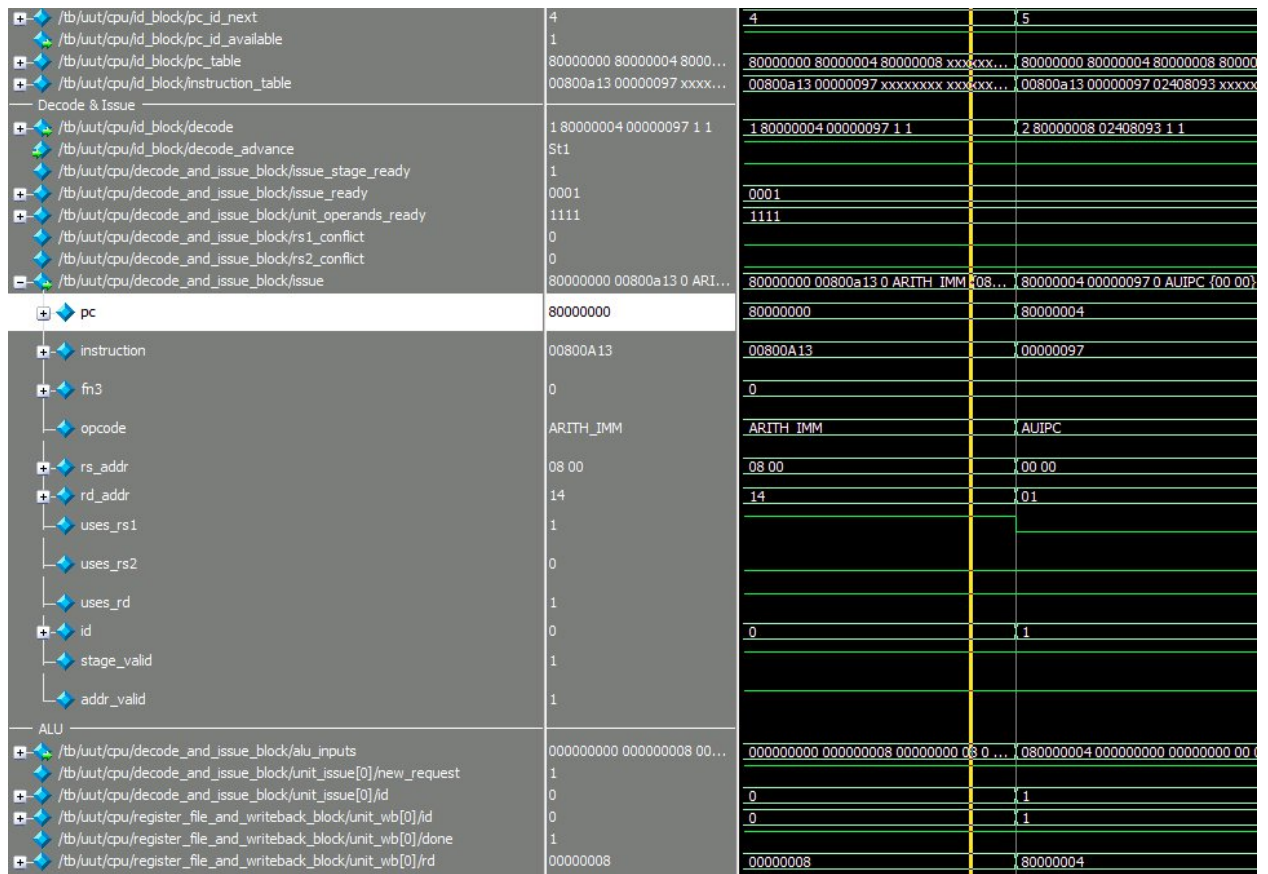 /tb/uut/cpu/id_block/pc_id_next 4 4 5
/tb/uut/cpu/id_block/pc_id_available 1
/tb/uut/cpu/id_block/pc_table 80000000 80000004 8000... 80000000 80000004 80000008 xxxxxx... 80000000 80000004 80000008 80000
/tb/uut/cpu/id_block/instruction_table 00800a13 00000097 xxxx... 00800a13 00000097 xxxxxxxx xxxxxx... 00800a13 00000097 02408093 xxxxx
Decode & Issue
/tb/uut/cpu/id_block/decode 1 80000004 00000097 1 1 1 80000004 00000097 1 1 2 80000008 02408093 1 1
/tb/uut/cpu/id_block/decode_advance St1
/tb/uut/cpu/decode_and_issue_block/issue_stage_ready 1
/tb/uut/cpu/decode_and_issue_block/issue_ready 0001 0001
/tb/uut/cpu/decode_and_issue_block/unit_operands_ready 1111 1111
/tb/uut/cpu/decode_and_issue_block/rs1_conflict 0
/tb/uut/cpu/decode_and_issue_block/rs2_conflict 0
/tb/uut/cpu/decode_and_issue_block/issue 80000000 00800a13 0 ARI... 80000000 00800a13 0 ARITH_IMM {08... 80000004 00000097 0 AUIPC {00 00}
pc 80000000 80000000 80000004
instruction 00800A13 00800A13 00000097
fn3 0 0
opcode ARITH_IMM ARITH_IMM AUIPC
rs_addr 08 00 08 00 00 00
rd_addr 14 14 01
uses_rs1 1
uses_rs2 0
uses_rd 1
id 0 0 1
stage_valid 1
addr_valid 1
ALU
/tb/uut/cpu/decode_and_issue_block/alu_inputs 000000000 000000008 00... 000000000 000000008 00000000 08 0 ... 080000004 000000000 00000000 00
/tb/uut/cpu/decode_and_issue_block/unit_issue[0]/new_request 1
/tb/uut/cpu/decode_and_issue_block/unit_issue[0]/id 0 0 1
/tb/uut/cpu/register_file_and_writeback_block/unit_wb[0]/id 0 0 1
/tb/uut/cpu/register_file_and_writeback_block/unit_wb[0]/done 1
/tb/uut/cpu/register_file_and_writeback_block/unit_wb[0]/rd 00000008 00000008 80000004